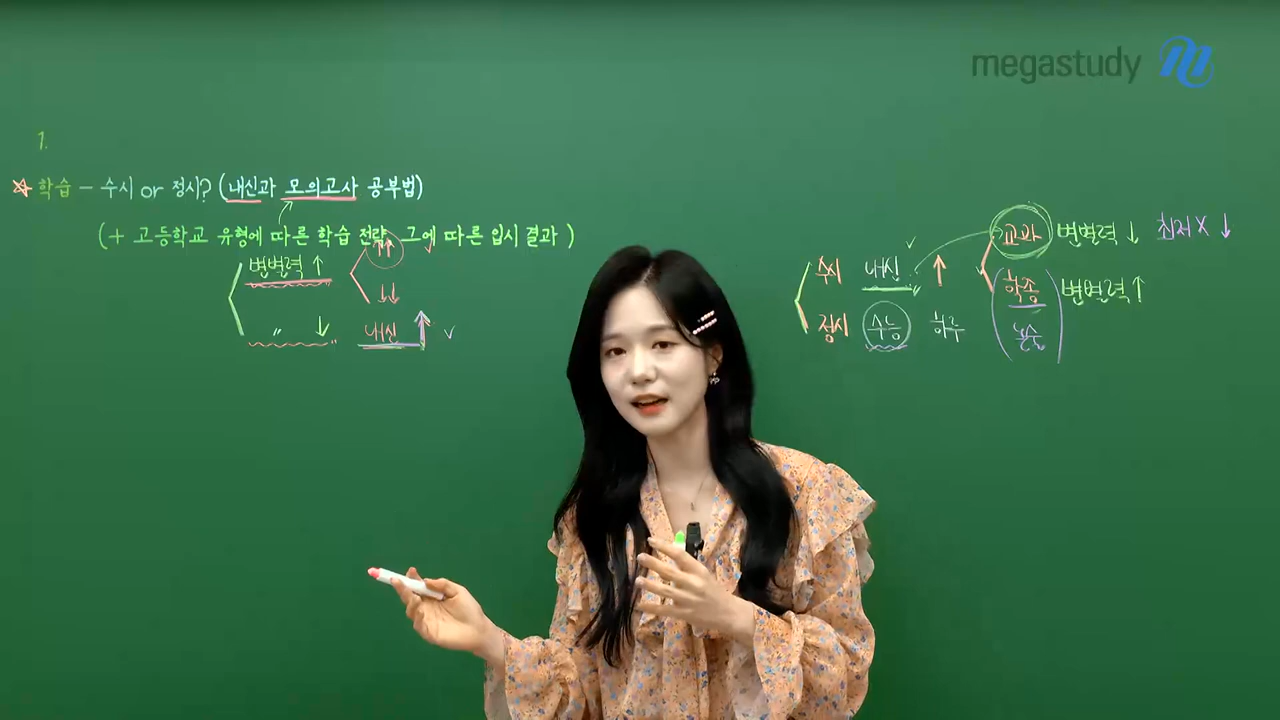 megastudy
1.
☆ 학습 - 수시 or 정시? (내신과 모의고사 공부법)
(+ 고등학교 유형에 따른 학습 전략, 그에 따른 입시 결과)
변별력 ↑ ↑↑
↓↓
〃 ↓ 내신 ↑ ✓
수시 내신 ✓ ↑
정시 수능 하루
교과 변별력 ↓ 최저 X ↓
학종 변별력 ↑
논술